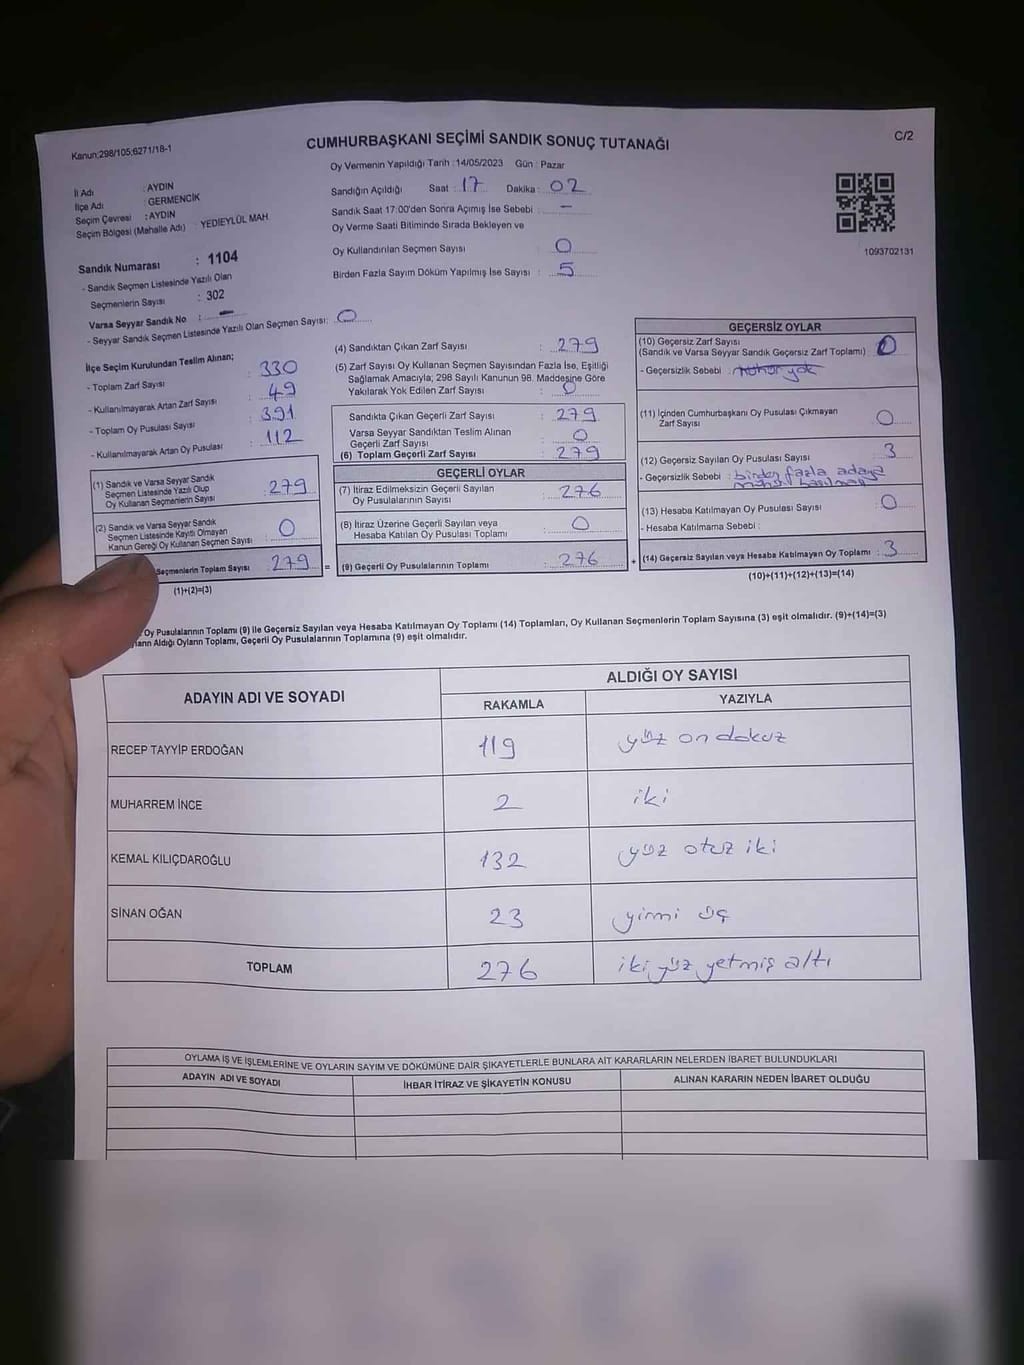 Kanun;298/105;6271/18-1
CUMHURBAŞKANI SEÇİMİ SANDIK SONUÇ TUTANAĞI
C/2
Oy Vermenin Yapıldığı Tarih :14/05/2023 Gün : Pazar
İl Adı : AYDIN
İlçe Adı : GERMENCİK
Seçim Çevresi : AYDIN
Seçim Bölgesi (Mahalle Adı) : YEDİEYLÜL MAH.
Sandık Numarası : 1104
- Sandık Seçmen Listesinde Yazılı Olan
Seçmenlerin Sayısı : 302
Varsa Seyyar Sandık No : -
- Seyyar Sandık Seçmen Listesinde Yazılı Olan Seçmen Sayısı: 0
Sandığın Açıldığı Saat : 17 Dakika : 02
Sandık Saat 17:00'den Sonra Açımış İse Sebebi : -
Oy Verme Saati Bitiminde Sırada Bekleyen ve
Oy Kullandırılan Seçmen Sayısı : 0
Birden Fazla Sayım Döküm Yapılmış İse Sayısı : 5
1093702131
İlçe Seçim Kurulundan Teslim Alınan;
- Toplam Zarf Sayısı : 330
- Kullanılmayarak Artan Zarf Sayısı : 49
- Toplam Oy Pusulası Sayısı : 391
- Kullanılmayarak Artan Oy Pusulası : 112
(1) Sandık ve Varsa Seyyar Sandık
Seçmen Listesinde Yazılı Olup
Oy Kullanan Seçmenlerin Sayısı : 279
(2) Sandık ve Varsa Seyyar Sandık
Seçmen Listesinde Kayıtlı Olmayan
Kanun Gereği Oy Kullanan Seçmen Sayısı : 0
Seçmenlerin Toplam Sayısı : 279 =
(1)+(2)=(3)
(4) Sandıktan Çıkan Zarf Sayısı : 279
(5) Zarf Sayısı Oy Kullanan Seçmen Sayısından Fazla İse, Eşitliği
Sağlamak Amacıyla; 298 Sayılı Kanunun 98. Maddesine Göre
Yakılarak Yok Edilen Zarf Sayısı : 0
Sandıkta Çıkan Geçerli Zarf Sayısı : 279
Varsa Seyyar Sandıktan Teslim Alınan
Geçerli Zarf Sayısı : 0
(6) Toplam Geçerli Zarf Sayısı : 279
GEÇERLİ OYLAR
(7) İtiraz Edilmeksizin Geçerli Sayılan
Oy Pusulalarının Sayısı : 276
(8) İtiraz Üzerine Geçerli Sayılan veya
Hesaba Katılan Oy Pusulası Toplamı : 0
(9) Geçerli Oy Pusulalarının Toplamı : 276 +
GEÇERSİZ OYLAR
(10) Geçersiz Zarf Sayısı
(Sandık ve Varsa Seyyar Sandık Geçersiz Zarf Toplamı) : 0
- Geçersizlik Sebebi :
(11) İçinden Cumhurbaşkanı Oy Pusulası Çıkmayan
Zarf Sayısı : 0
(12) Geçersiz Sayılan Oy Pusulası Sayısı : 3
- Geçersizlik Sebebi : birden fazla adaya
(13) Hesaba Katılmayan Oy Pusulası Sayısı : 0
- Hesaba Katılmama Sebebi :
(14) Geçersiz Sayılan veya Hesaba Katılmayan Oy Toplamı : 3
(10)+(11)+(12)+(13)=(14)
Oy Pusulalarının Toplamı (9) ile Geçersiz Sayılan veya Hesaba Katılmayan Oy Toplamı (14) Toplamları, Oy Kullanan Seçmenlerin Toplam Sayısına (3) eşit olmalıdır. (9)+(14)=(3)
Aldığı Oyların Toplamı, Geçerli Oy Pusulalarının Toplamına (9) eşit olmalıdır.
ADAYIN ADI VE SOYADI
ALDIĞI OY SAYISI
RAKAMLA YAZIYLA
RECEP TAYYİP ERDOĞAN 119 yüz on dokuz
MUHARREM İNCE 2 iki
KEMAL KILIÇDAROĞLU 132 yüz otuz iki
SİNAN OĞAN 23 yirmi üç
TOPLAM 276 iki yüz yetmiş altı
OYLAMA İŞ VE İŞLEMLERİNE VE OYLARIN SAYIM VE DÖKÜMÜNE DAİR ŞİKAYETLERLE BUNLARA AİT KARARLARIN NELERDEN İBARET BULUNDUKLARI
ADAYIN ADI VE SOYADI İHBAR İTİRAZ VE ŞİKAYETİN KONUSU ALINAN KARARIN NEDEN İBARET OLDUĞU